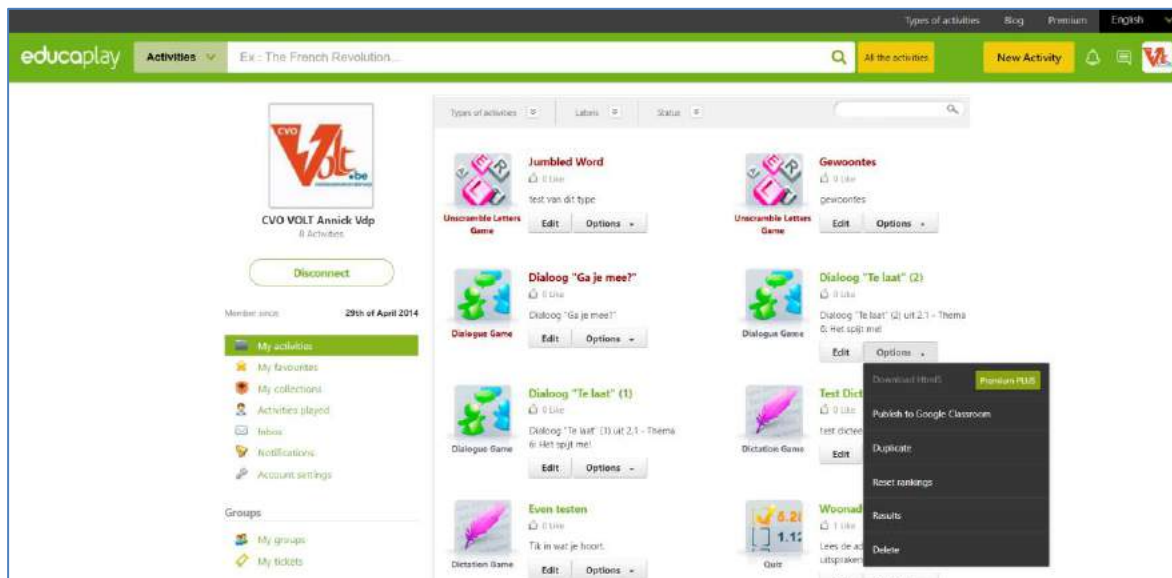 Types of activities Blog Premium English
educaplay Activities Ex.: The French Revolution... All the activities New Activity
CVO Volt.be
CVO VOLT Annick Vdp
8 Activities
Disconnect
Member since 29th of April 2014
My activities
My favourites
My collections
Activities played
Inbox
Notifications
Account settings
Groups
My groups
My tickets
Types of activities Labels Status
Jumbled Word
0 Like
test van dit type
Unscramble Letters Game
Edit Options
Gewoontes
0 Like
gewoontes
Unscramble Letters Game
Edit Options
Dialoog "Ga je mee?"
0 Like
Dialoog "Ga je mee?"
Dialogue Game
Edit Options
Dialoog "Te laat" (2)
0 Like
Dialoog "Te laat" (2) uit 2.1 - Thema
6: Het spijt me!
Dialogue Game
Edit Options
Download Html5 Premium PLUS
Publish to Google Classroom
Duplicate
Reset rankings
Results
Delete
Dialoog "Te laat" (1)
0 Like
Dialoog "Te laat" (1) uit 2.1 - Thema
6: Het spijt me!
Dialogue Game
Edit Options
Test Dict
0 Like
test dictee
Dictation Game
Edit
Even testen
0 Like
Tik in wat je hoort.
Dictation Game
Edit Options
Woonad
1 Like
Lees de ad
uitspraken
Quiz